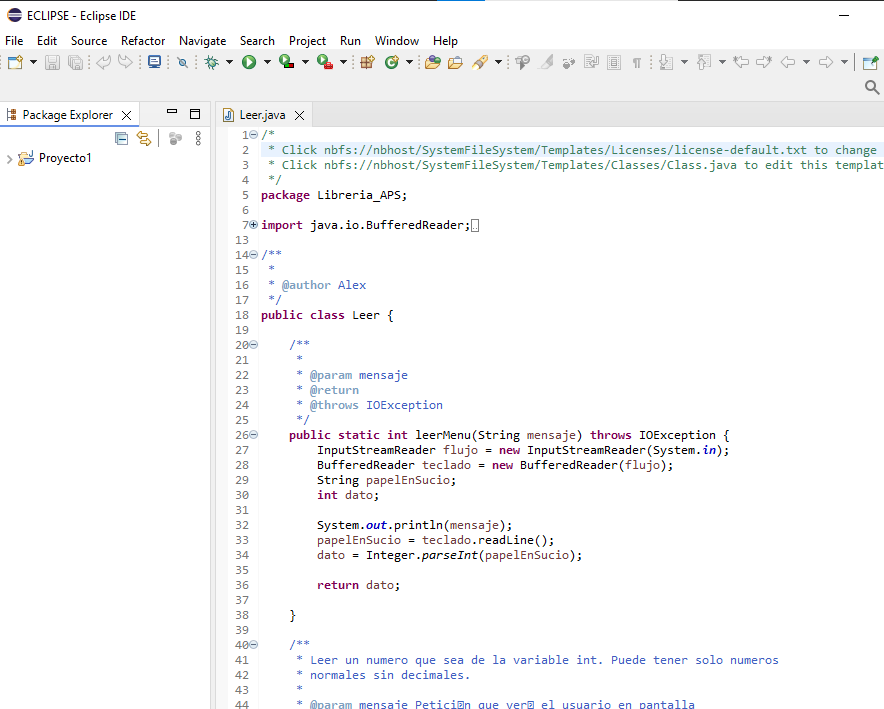 ECLIPSE - Eclipse IDE
File Edit Source Refactor Navigate Search Project Run Window Help
Package Explorer
Leer.java
Proyecto1
1 /*
2 * Click nbfs://nbhost/SystemFileSystem/Templates/Licenses/license-default.txt to change
3 * Click nbfs://nbhost/SystemFileSystem/Templates/Classes/Class.java to edit this templat
4 */
5 package Libreria_APS;
6
7 import java.io.BufferedReader;
13
14 /**
15 *
16 * @author Alex
17 */
18 public class Leer {
19
20 /**
21 *
22 * @param mensaje
23 * @return
24 * @throws IOException
25 */
26 public static int leerMenu(String mensaje) throws IOException {
27 InputStreamReader flujo = new InputStreamReader(System.in);
28 BufferedReader teclado = new BufferedReader(flujo);
29 String papelEnSucio;
30 int dato;
31
32 System.out.println(mensaje);
33 papelEnSucio = teclado.readLine();
34 dato = Integer.parseInt(papelEnSucio);
35
36 return dato;
37
38 }
39
40 /**
41 * Leer un numero que sea de la variable int. Puede tener solo numeros
42 * normales sin decimales.
43 *
44 * @param mensaje Petici�n que ver� el usuario en pantalla